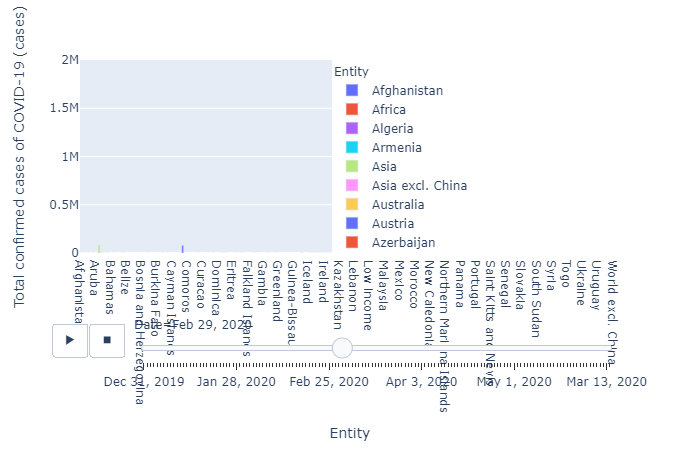 Total confirmed cases of COVID-19 (cases)
2M
1.5M
1M
0.5M
0
Entity
Afghanistan
Africa
Algeria
Armenia
Asia
Asia excl. China
Australia
Austria
Azerbaijan
Afghanista
Aruba
Bahamas
Belize
Bosnia and Herzegovina
Burkina Faso
Cayman Islands
Comoros
Curacao
Dominica
Eritrea
Falkland Islands
Gambia
Greenland
Guinea-Bissau
Iceland
Ireland
Kazakhstan
Lebanon
Low income
Malaysia
Mexico
Morocco
New Caledonia
Northern Mariana Islands
Panama
Portugal
Saint Kitts and Nevis
Senegal
Slovakia
South Sudan
Syria
Togo
Ukraine
Uruguay
World excl. China
Date=Feb 29, 2020
Dec 31, 2019
Jan 28, 2020
Feb 25, 2020
Apr 3, 2020
May 1, 2020
Mar 13, 2020
Entity